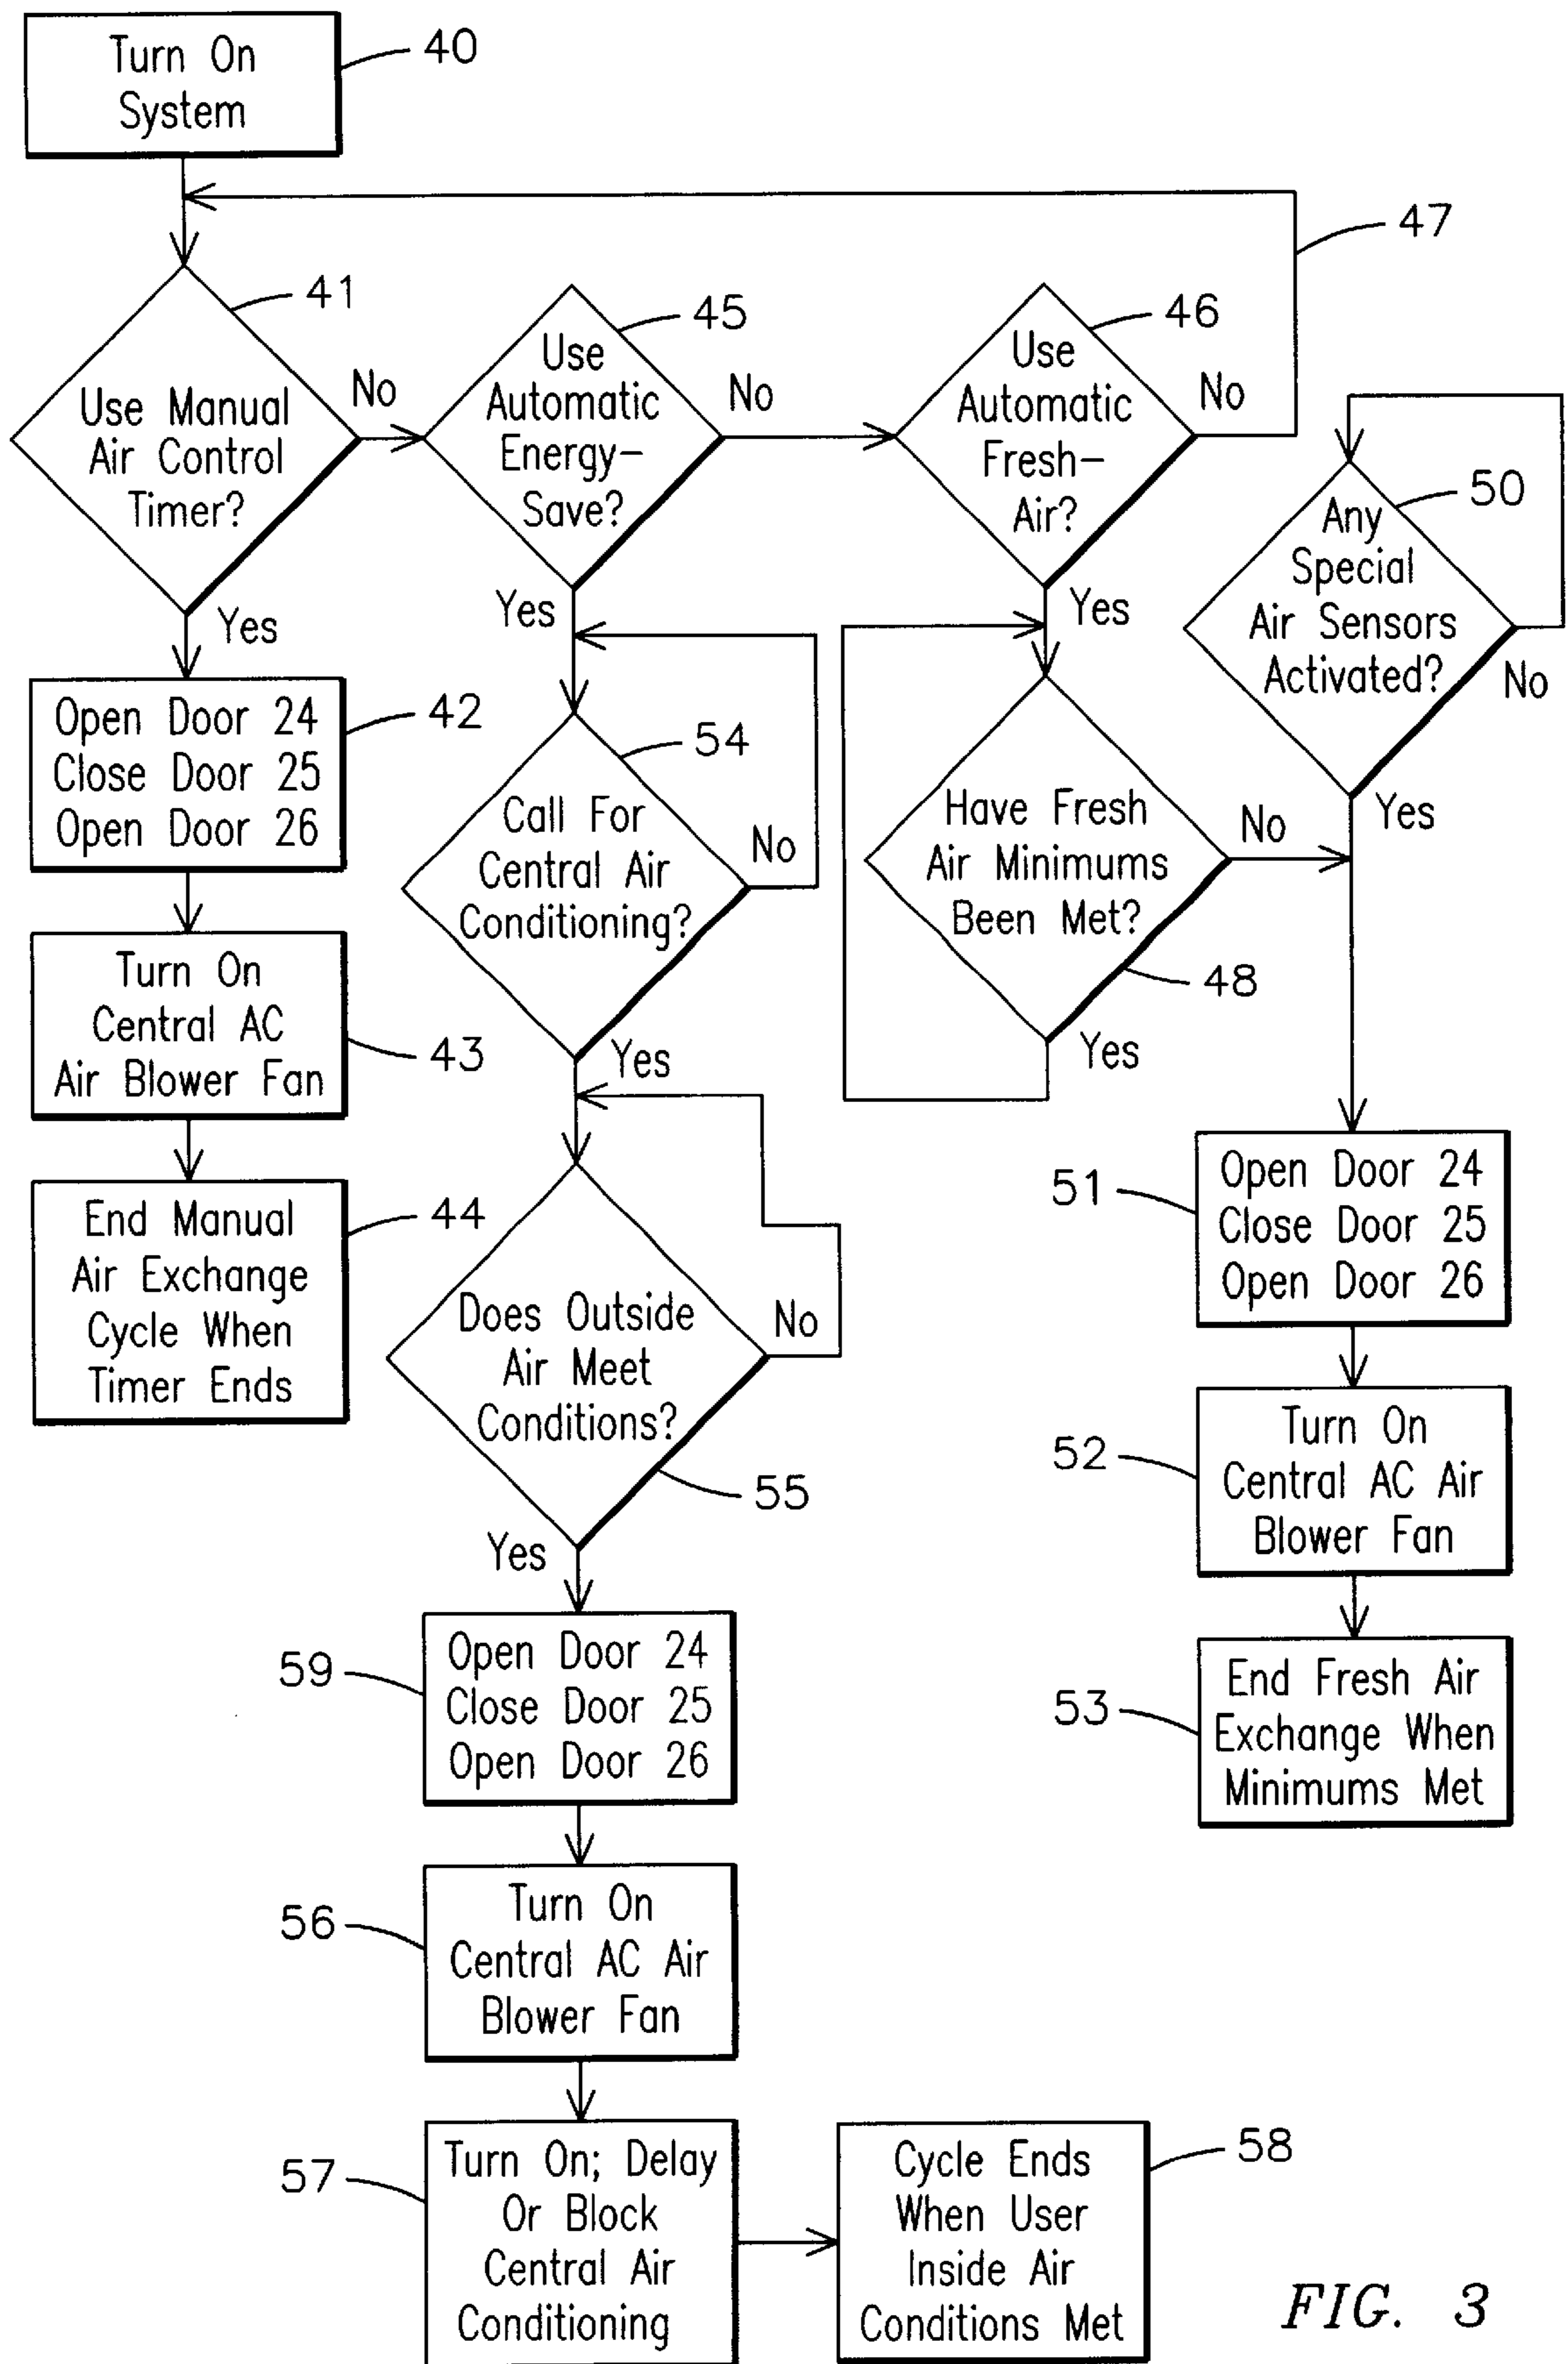 Turn On
System
40
47
41
Use Manual
Air Control
Timer?
No
Yes
45
Use
Automatic
Energy-
Save?
No
Yes
46
Use
Automatic
Fresh-
Air?
No
Yes
50
Any
Special
Air Sensors
Activated?
No
Yes
Open Door 24
Close Door 25
Open Door 26
42
Turn On
Central AC
Air Blower Fan
43
End Manual
Air Exchange
Cycle When
Timer Ends
44
54
Call For
Central Air
Conditioning?
No
Yes
Have Fresh
Air Minimums
Been Met?
No
48
Yes
Does Outside
Air Meet
Conditions?
No
55
Yes
51
Open Door 24
Close Door 25
Open Door 26
52
Turn On
Central AC Air
Blower Fan
53
End Fresh Air
Exchange When
Minimums Met
59
Open Door 24
Close Door 25
Open Door 26
56
Turn On
Central AC Air
Blower Fan
57
Turn On; Delay
Or Block
Central Air
Conditioning
58
Cycle Ends
When User
Inside Air
Conditions Met
FIG. 3